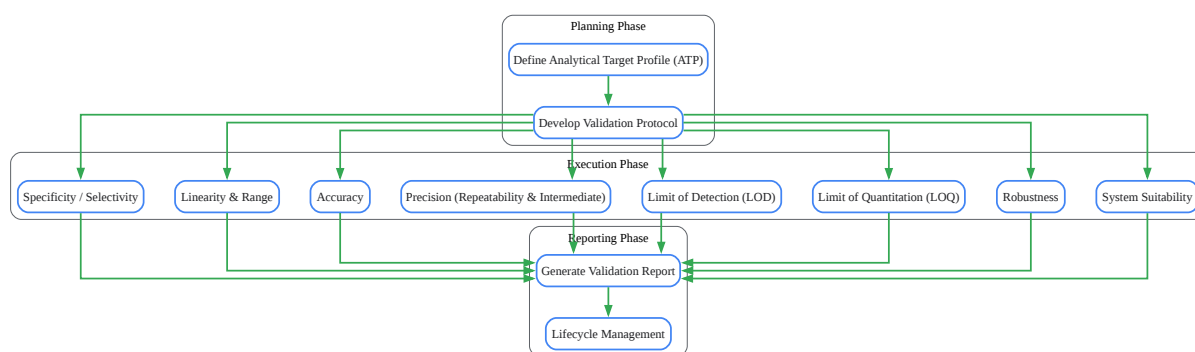 Planning Phase
Define Analytical Target Profile (ATP)
Develop Validation Protocol
Execution Phase
Specificity / Selectivity
Linearity & Range
Accuracy
Precision (Repeatability & Intermediate)
Limit of Detection (LOD)
Limit of Quantitation (LOQ)
Robustness
System Suitability
Reporting Phase
Generate Validation Report
Lifecycle Management